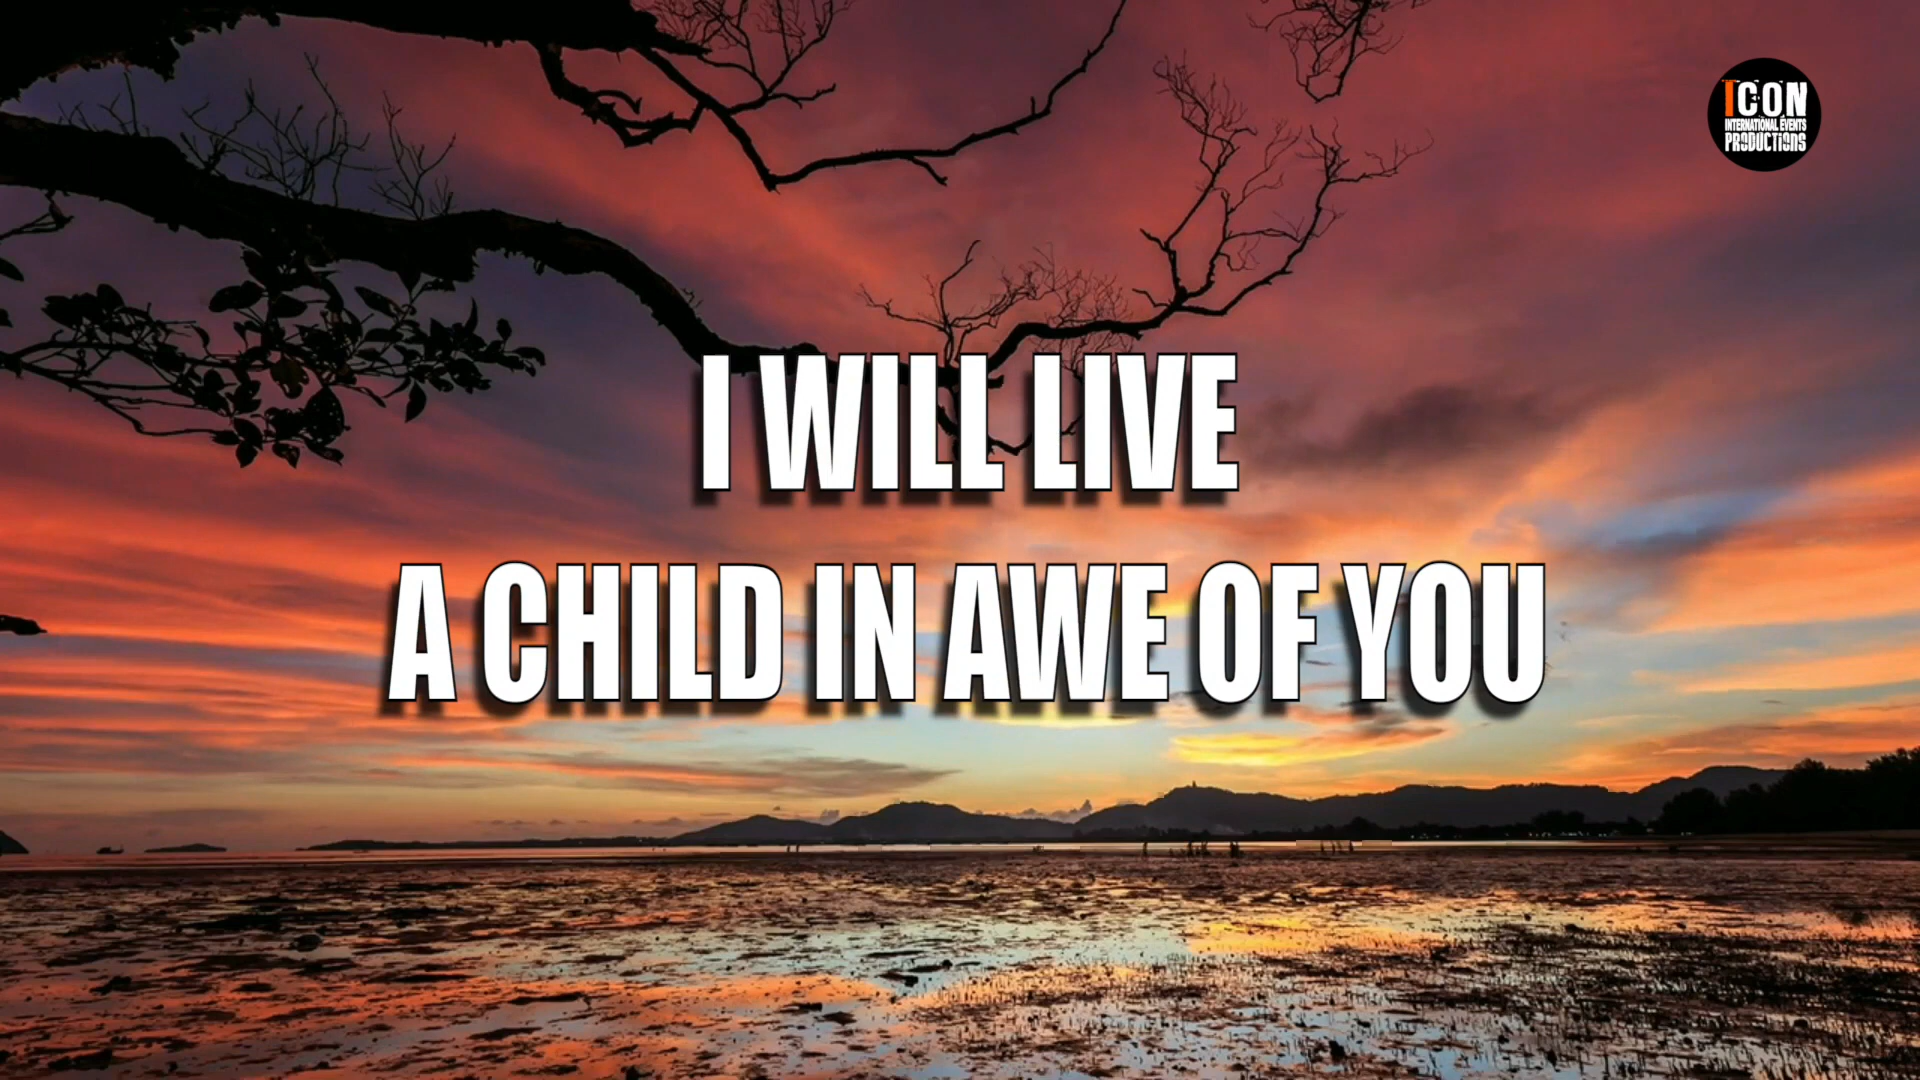 ICON
INTERNATIONAL EVENTS
PRODUCTIONS
I WILL LIVE
A CHILD IN AWE OF YOU